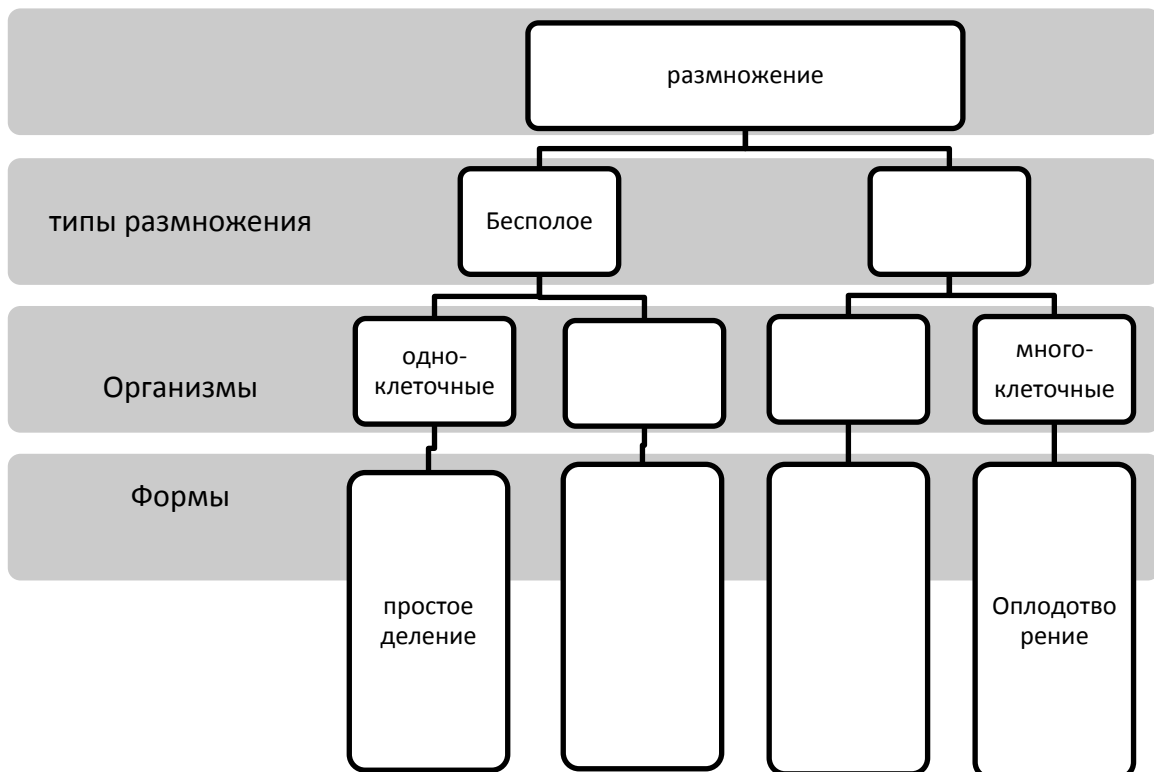 размножение
типы размножения
Бесполое
Организмы
одно-
клеточные
много-
клеточные
Формы
простое
деление
Оплодотво
рение